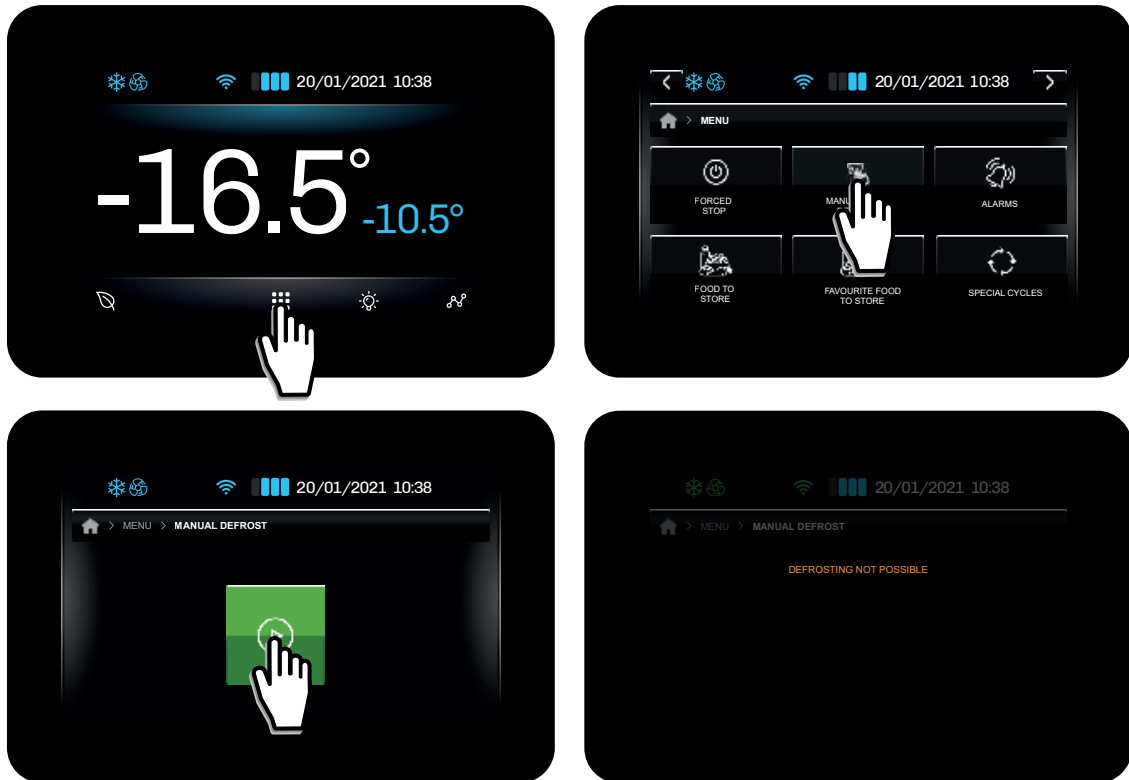 20/01/2021 10:38
-16.5°
-10.5°
20/01/2021 10:38
> MENU
FORCED
STOP
ALARMS
FOOD TO
STORE
FAVOURITE FOOD
TO STORE
SPECIAL CYCLES
20/01/2021 10:38
> MENU > MANUAL DEFROST
20/01/2021 10:38
> MENU > MANUAL DEFROST
DEFROSTING NOT POSSIBLE